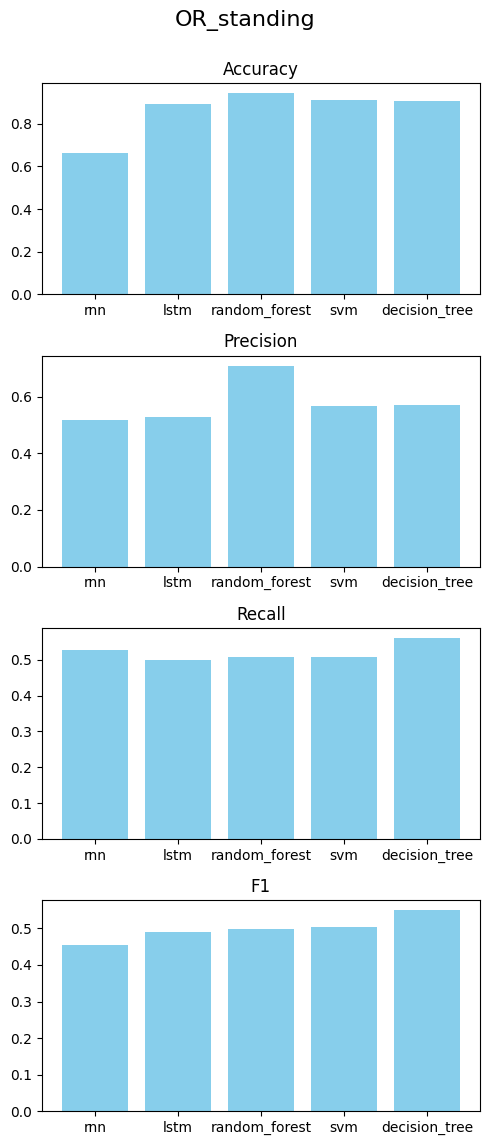 OR_standing
Accuracy
0.8
0.6
0.4
0.2
0.0
rnn lstm random_forest svm decision_tree
Precision
0.6
0.4
0.2
0.0
rnn lstm random_forest svm decision_tree
Recall
0.5
0.4
0.3
0.2
0.1
0.0
rnn lstm random_forest svm decision_tree
F1
0.5
0.4
0.3
0.2
0.1
0.0
rnn lstm random_forest svm decision_tree